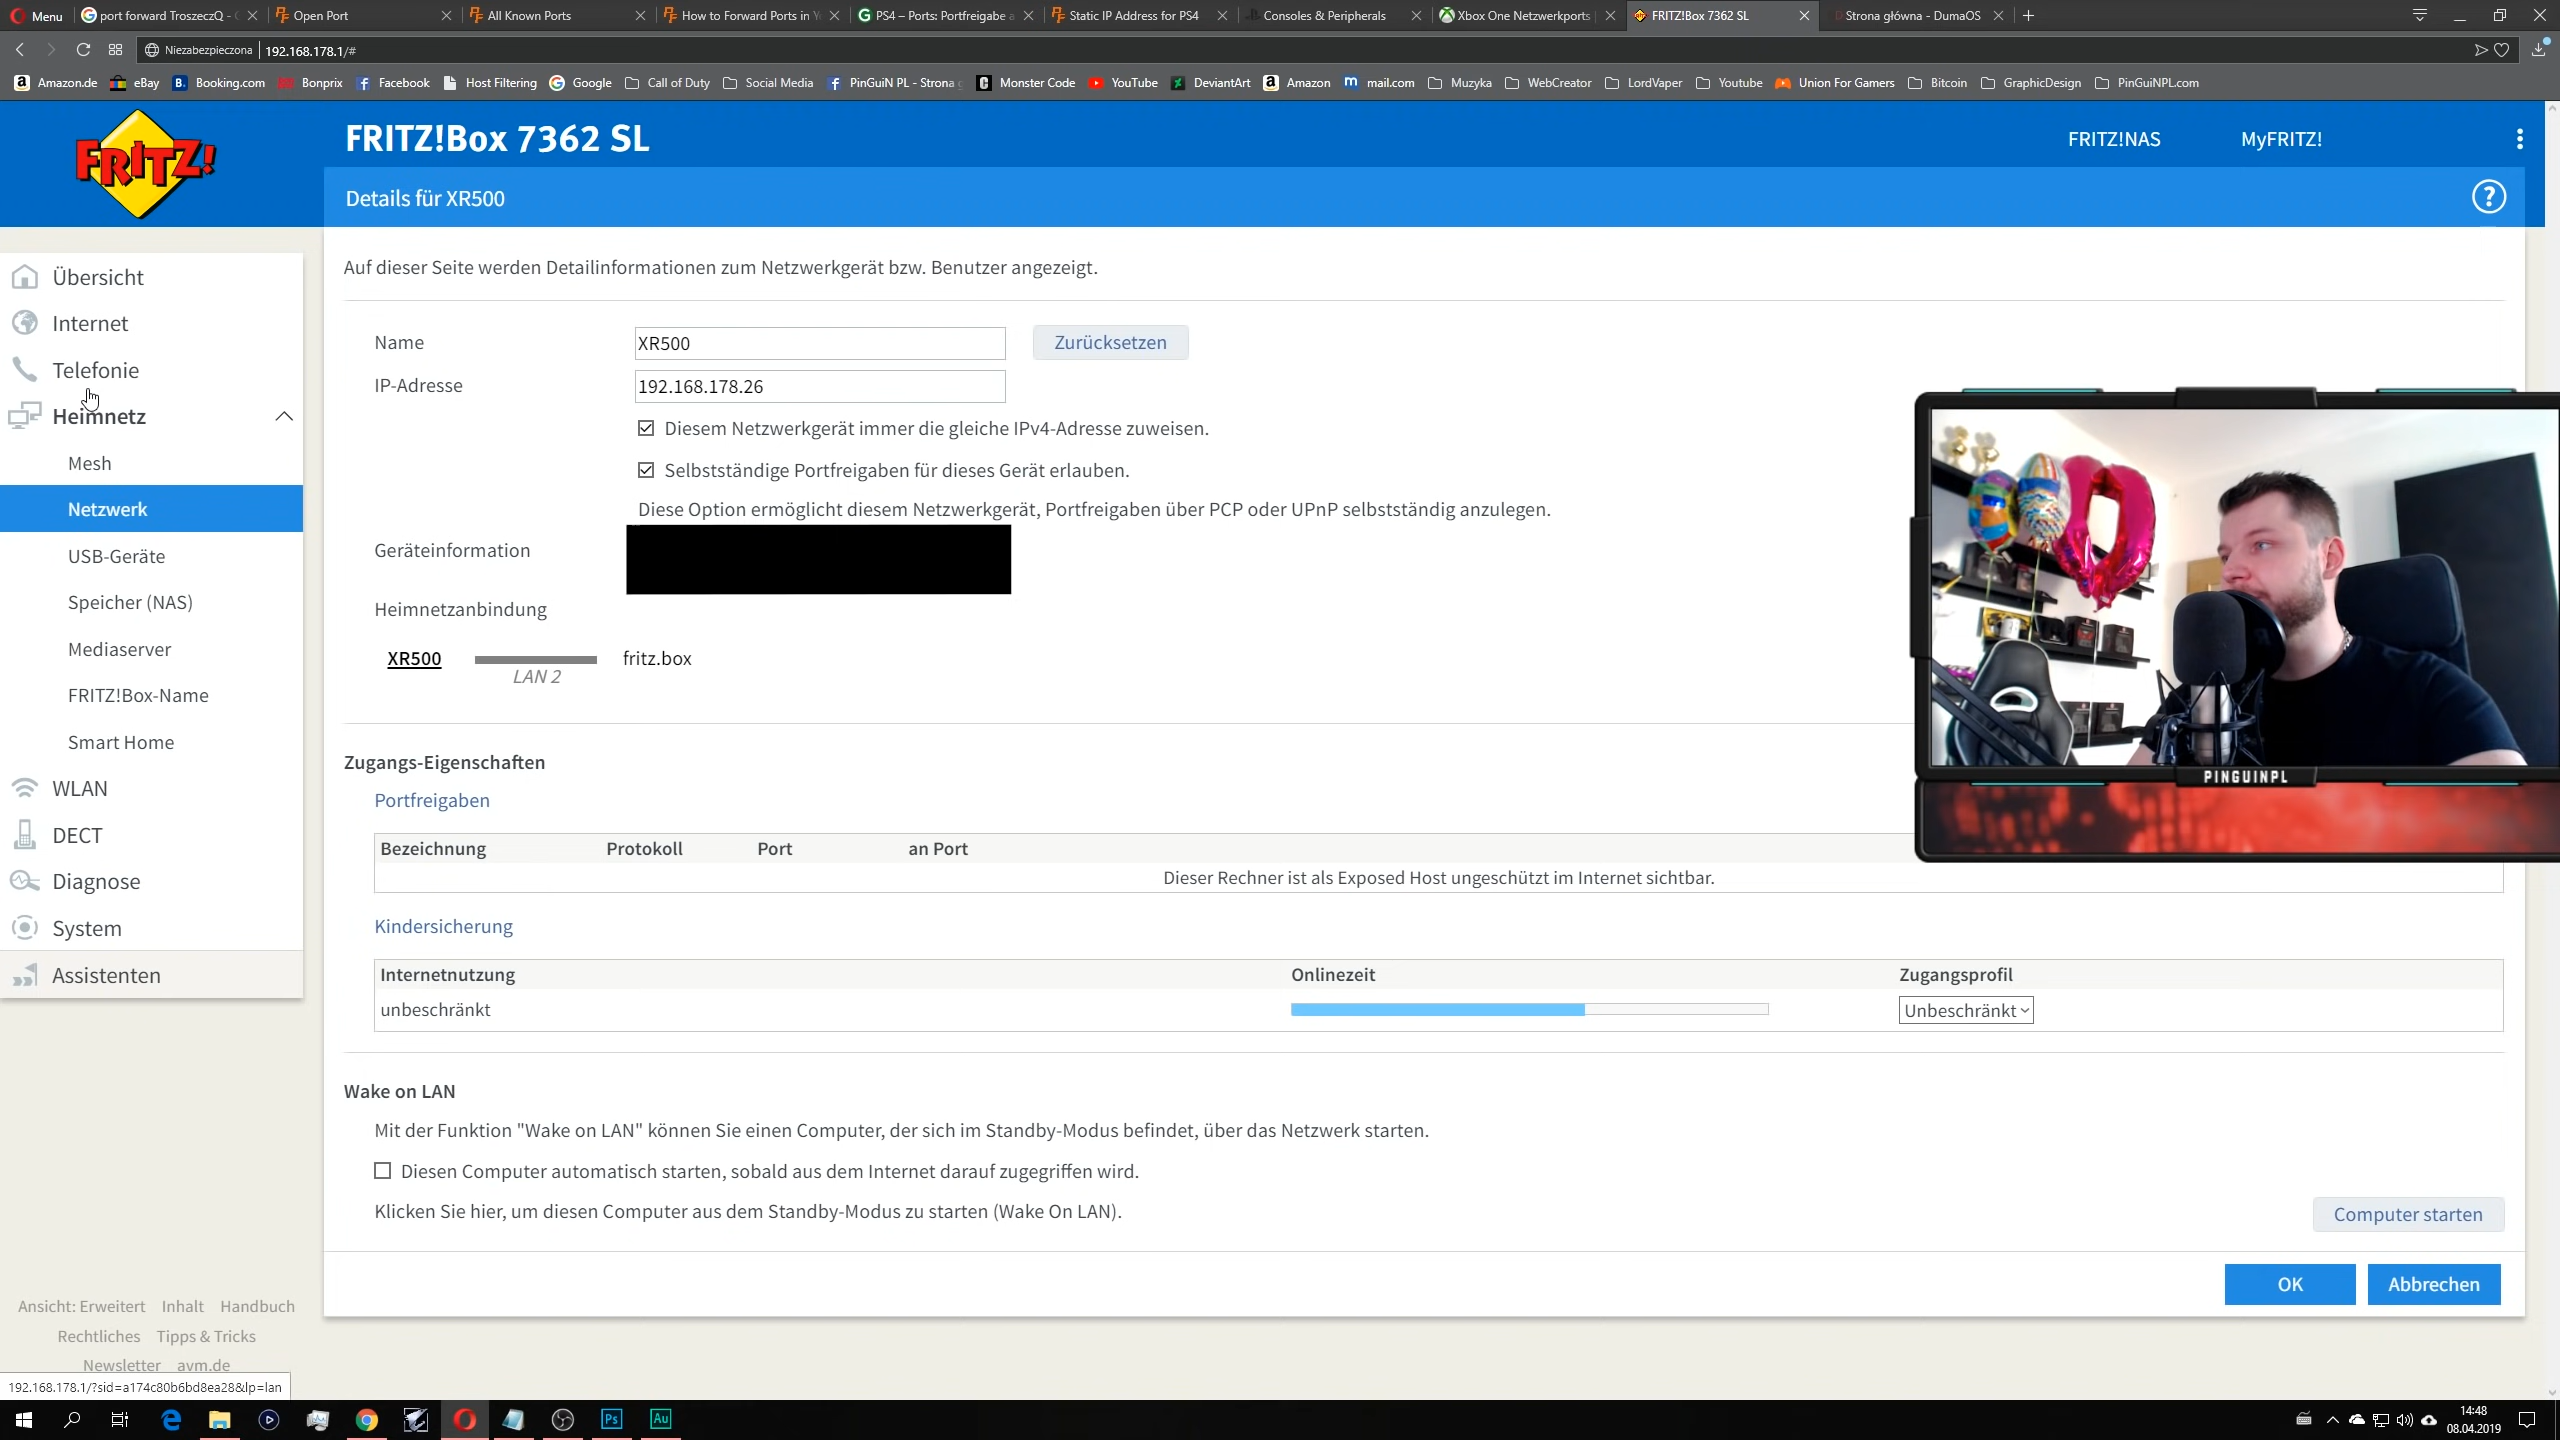 Menu
port forward TroszeczQ - G
Open Port
All Known Ports
How to Forward Ports in Y
PS4 – Ports: Portfreigabe a
Static IP Address for PS4
Consoles & Peripherals
Xbox One Netzwerkports
FRITZ!Box 7362 SL
Strona główna - DumaOS
Niezabezpieczona
192.168.178.1/#
Amazon.de
eBay
Booking.com
Bonprix
Facebook
Host Filtering
Google
Call of Duty
Social Media
PinGuiN PL - Strona g
Monster Code
YouTube
DeviantArt
Amazon
mail.com
Muzyka
WebCreator
LordVaper
Youtube
Union For Gamers
Bitcoin
GraphicDesign
PinGuiNPL.com
FRITZ!
FRITZ!Box 7362 SL
FRITZ!NAS
MyFRITZ!
Details für XR500
Übersicht
Internet
Telefonie
Heimnetz
Mesh
Netzwerk
USB-Geräte
Speicher (NAS)
Mediaserver
FRITZ!Box-Name
Smart Home
WLAN
DECT
Diagnose
System
Assistenten
Ansicht: Erweitert Inhalt Handbuch
Rechtliches Tipps & Tricks
Newsletter avm.de
192.168.178.1/?sid=a174c80b6bd8ea28&lp=lan
Auf dieser Seite werden Detailinformationen zum Netzwerkgerät bzw. Benutzer angezeigt.
Name
XR500
Zurücksetzen
IP-Adresse
192.168.178.26
Diesem Netzwerkgerät immer die gleiche IPv4-Adresse zuweisen.
Selbstständige Portfreigaben für dieses Gerät erlauben.
Diese Option ermöglicht diesem Netzwerkgerät, Portfreigaben über PCP oder UPnP selbstständig anzulegen.
Geräteinformation
Heimnetzanbindung
XR500
LAN 2
fritz.box
PINGUINPL
Zugangs-Eigenschaften
Portfreigaben
Bezeichnung Protokoll Port an Port
Dieser Rechner ist als Exposed Host ungeschützt im Internet sichtbar.
Kindersicherung
Internetnutzung Onlinezeit Zugangsprofil
unbeschränkt
Unbeschränkt
Wake on LAN
Mit der Funktion "Wake on LAN" können Sie einen Computer, der sich im Standby-Modus befindet, über das Netzwerk starten.
Diesen Computer automatisch starten, sobald aus dem Internet darauf zugegriffen wird.
Klicken Sie hier, um diesen Computer aus dem Standby-Modus zu starten (Wake On LAN).
Computer starten
OK
Abbrechen
Ps
Au
14:48
08.04.2019